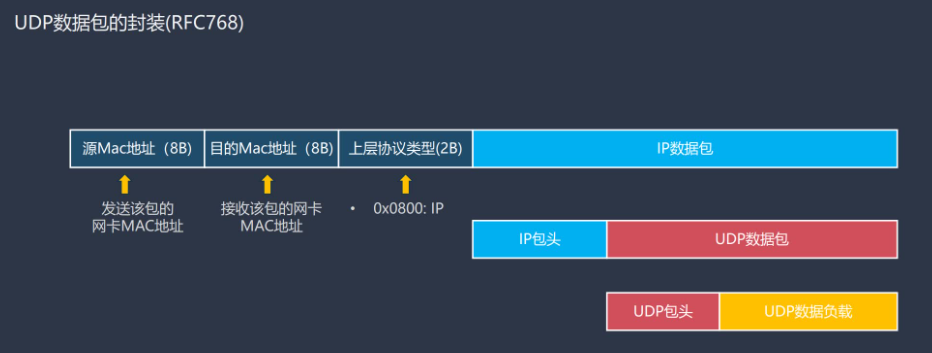 UDP数据包的封装(RFC768)
源Mac地址（8B)
目的Mac地址（8B)
上层协议类型(2B)
IP数据包
发送该包的
网卡MAC地址
接收该包的网卡
MAC地址
• 0x0800: IP
IP包头
UDP数据包
UDP包头
UDP数据负载